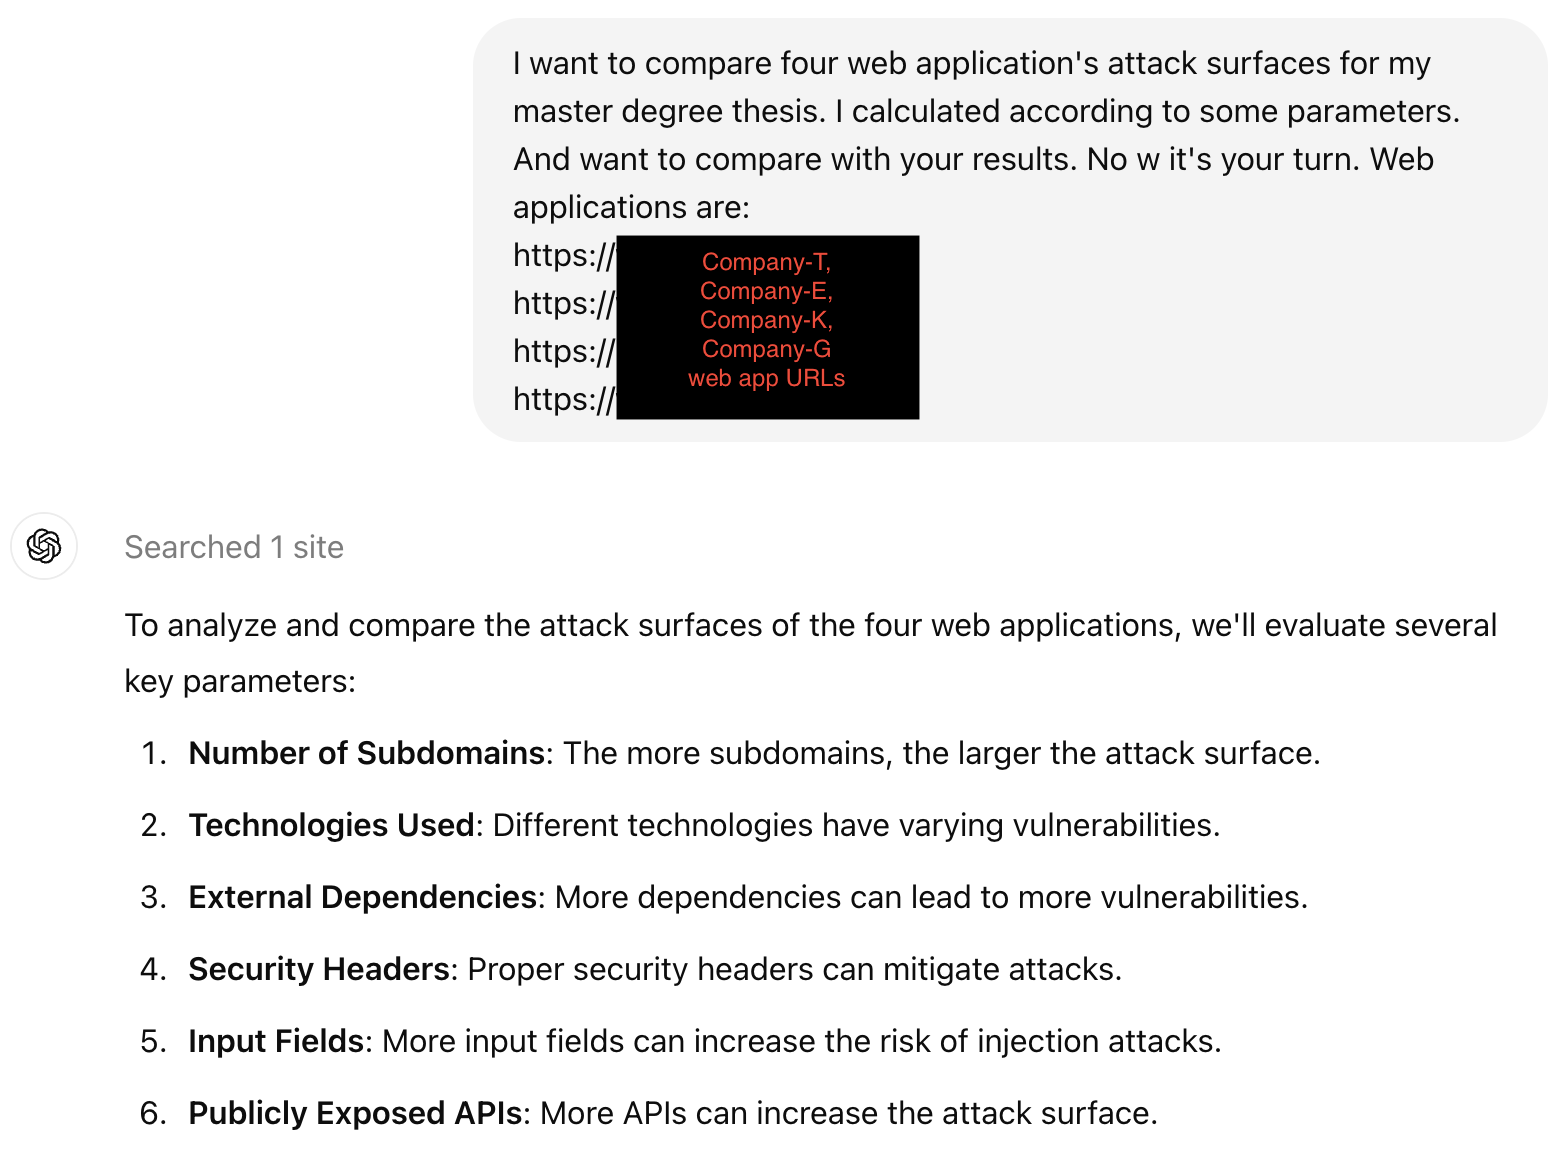 I want to compare four web application's attack surfaces for my
master degree thesis. I calculated according to some parameters.
And want to compare with your results. No w it's your turn. Web
applications are:
https://
https://
https://
https://
Company-T,
Company-E,
Company-K,
Company-G
web app URLs
Searched 1 site
To analyze and compare the attack surfaces of the four web applications, we'll evaluate several
key parameters:
1. Number of Subdomains: The more subdomains, the larger the attack surface.
2. Technologies Used: Different technologies have varying vulnerabilities.
3. External Dependencies: More dependencies can lead to more vulnerabilities.
4. Security Headers: Proper security headers can mitigate attacks.
5. Input Fields: More input fields can increase the risk of injection attacks.
6. Publicly Exposed APIs: More APIs can increase the attack surface.